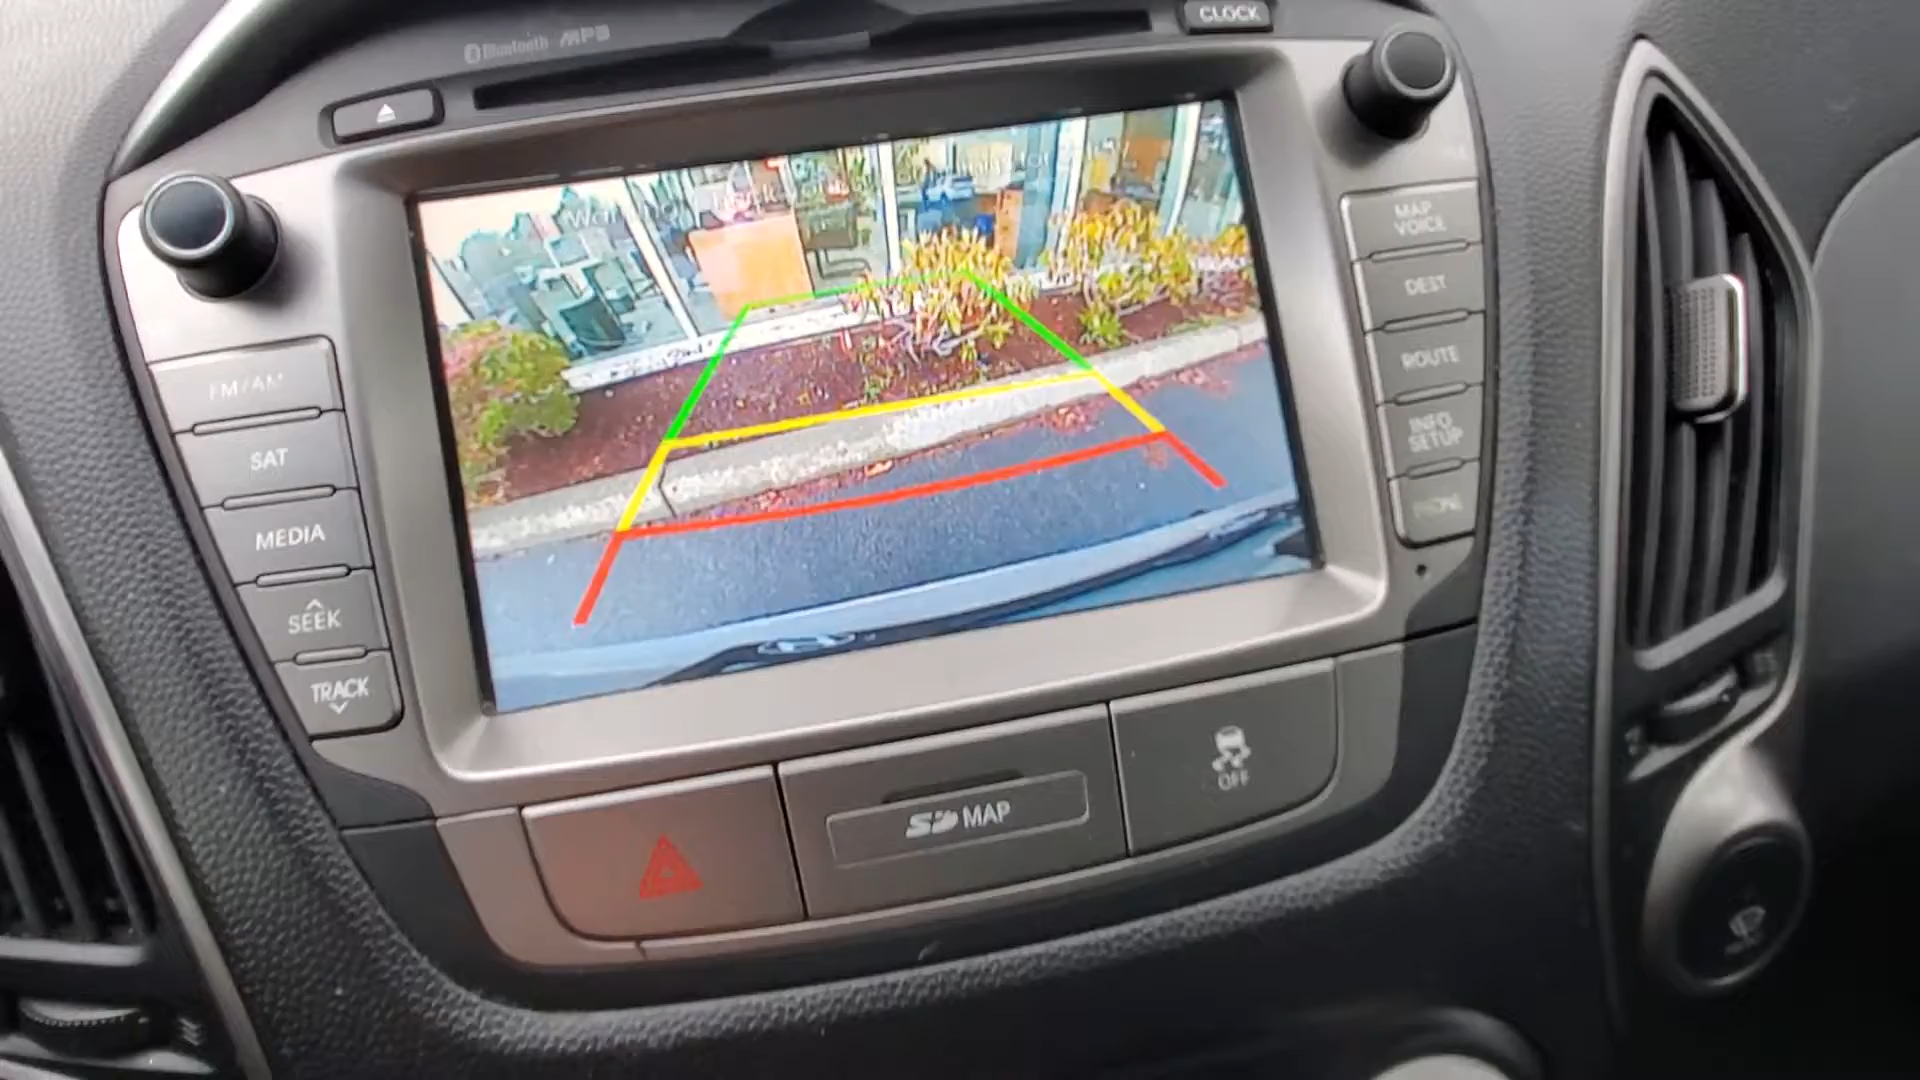 Bluetooth MP3
CLOCK
FM/AM
SAT
MEDIA
SEEK
TRACK
MAP
VOICE
DEST
ROUTE
INFO
SETUP
PHONE
SD MAP
OFF